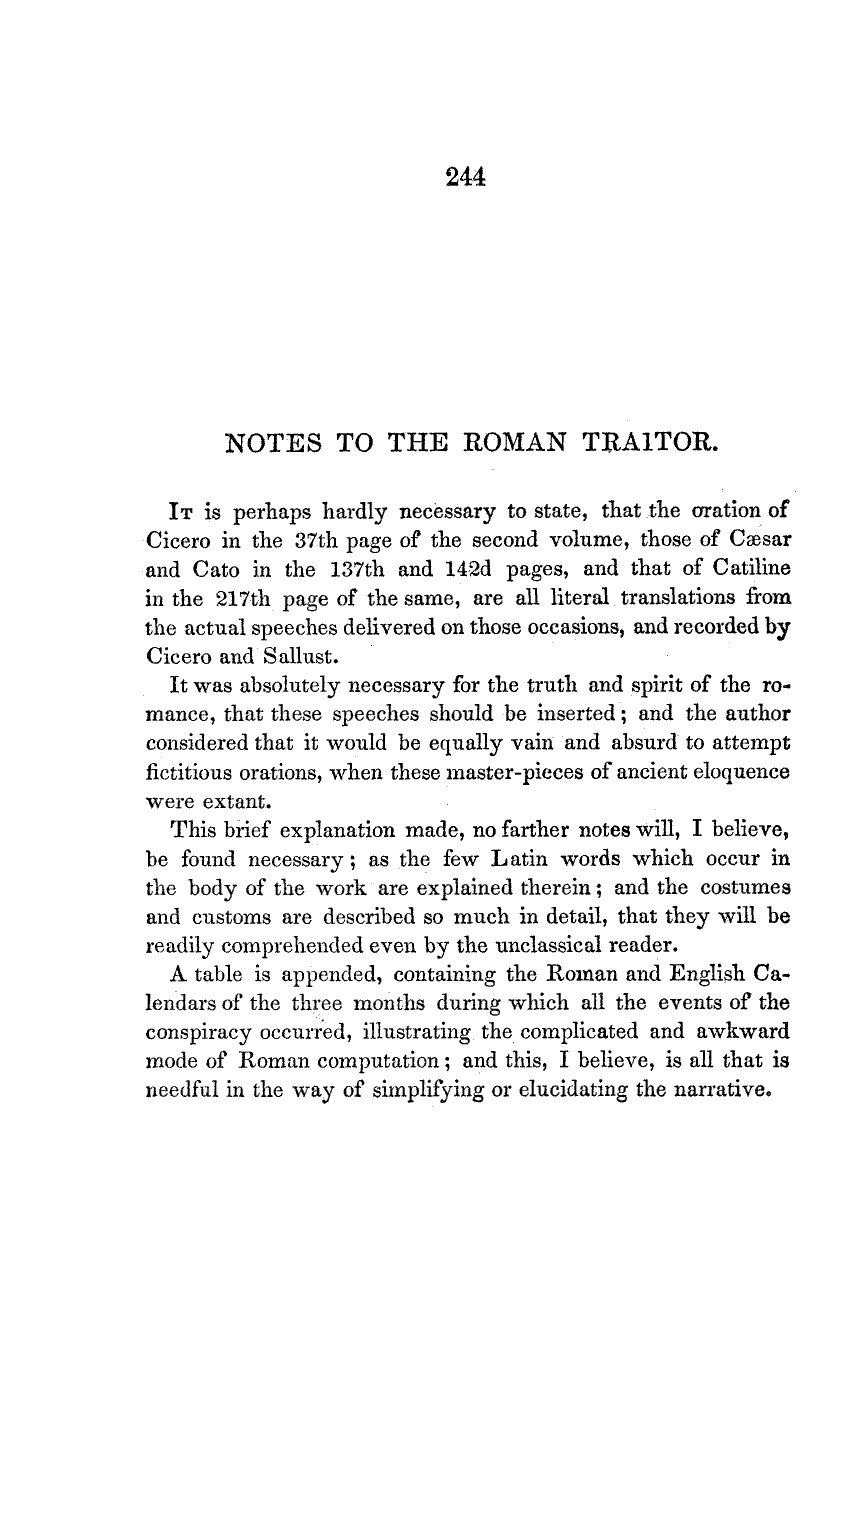 244
NOTES TO THE ROMAN TRA1TOR.
IT is perhaps hardly necessary to state, that the oration of
Cicero in the 37th page of the second volume, those of Cæsar
and Cato in the 137th and 142d pages, and that of Catiline
in the 217th page of the same, are all literal translations from
the actual speeches delivered on those occasions, and recorded by
Cicero and Sallust.
It was absolutely necessary for the truth and spirit of the ro-
mance, that these speeches should be inserted; and the author
considered that it would be equally vain and absurd to attempt
fictitious orations, when these master-pieces of ancient eloquence
were extant.
This brief explanation made, no farther notes will, I believe,
be found necessary; as the few Latin words which occur in
the body of the work are explained therein; and the costumes
and customs are described so much in detail, that they will be
readily comprehended even by the unclassical reader.
A table is appended, containing the Roman and English Ca-
lendars of the three months during which all the events of the
conspiracy occurred, illustrating the complicated and awkward
mode of Roman computation; and this, I believe, is all that is
needful in the way of simplifying or elucidating the narrative.